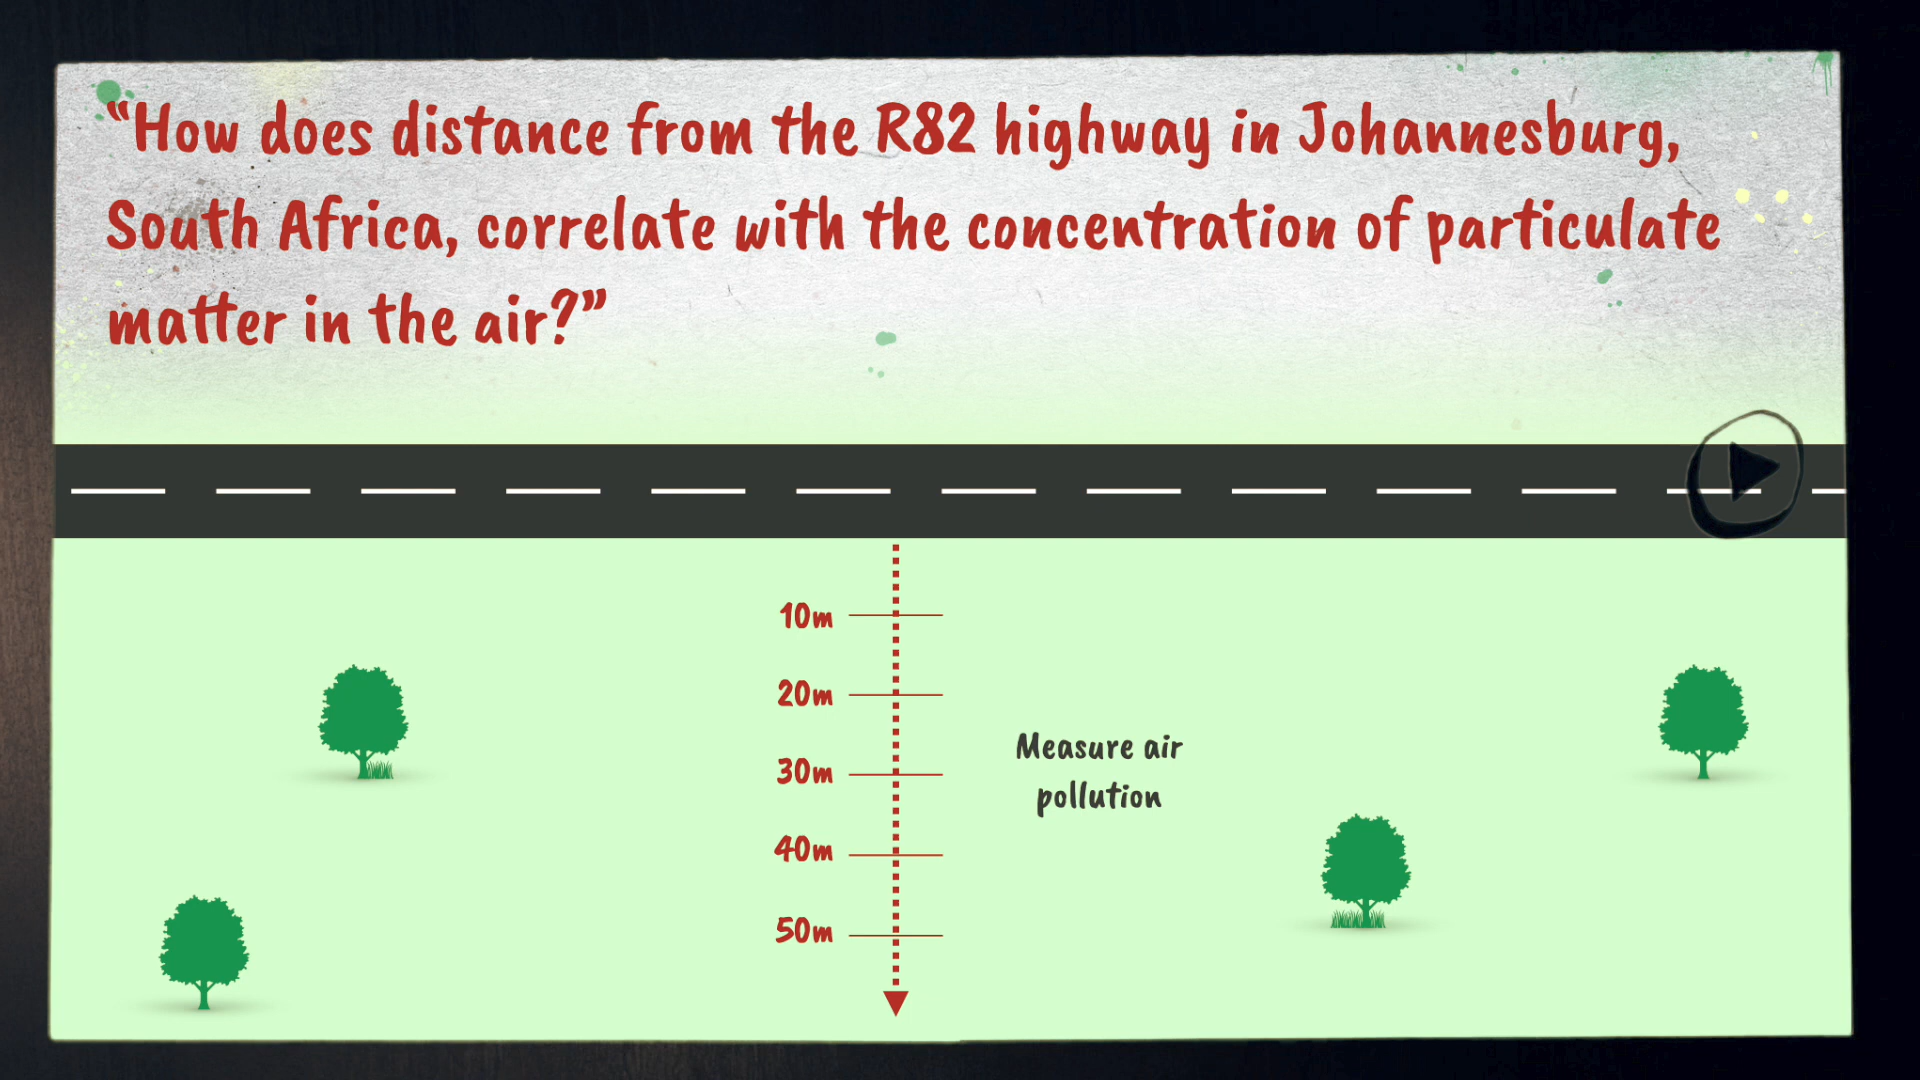 “How does distance from the R82 highway in Johannesburg,
South Africa, correlate with the concentration of particulate
matter in the air?”
10m
20m
30m
Measure air
pollution
40m
50m